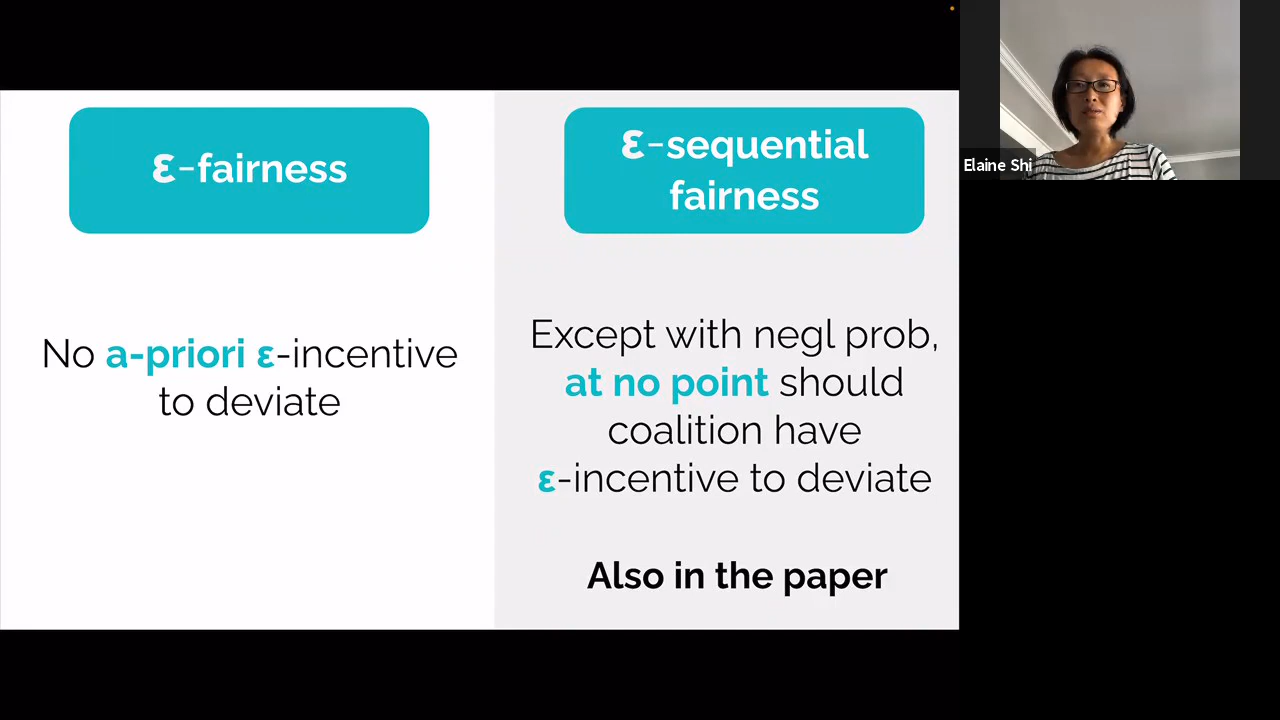 ε-fairness
No a-priori ε-incentive
to deviate
ε-sequential
fairness
Except with negl prob,
at no point should
coalition have
ε-incentive to deviate
Also in the paper
Elaine Shi